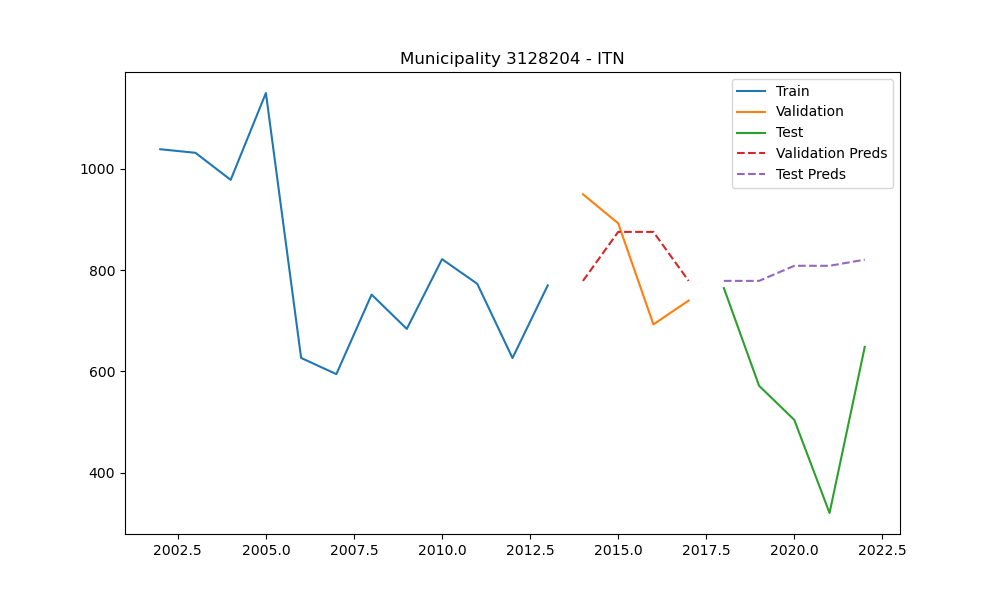 Municipality 3128204 - ITN
Train
Validation
Test
Validation Preds
Test Preds
1000
800
600
400
2002.5 2005.0 2007.5 2010.0 2012.5 2015.0 2017.5 2020.0 2022.5